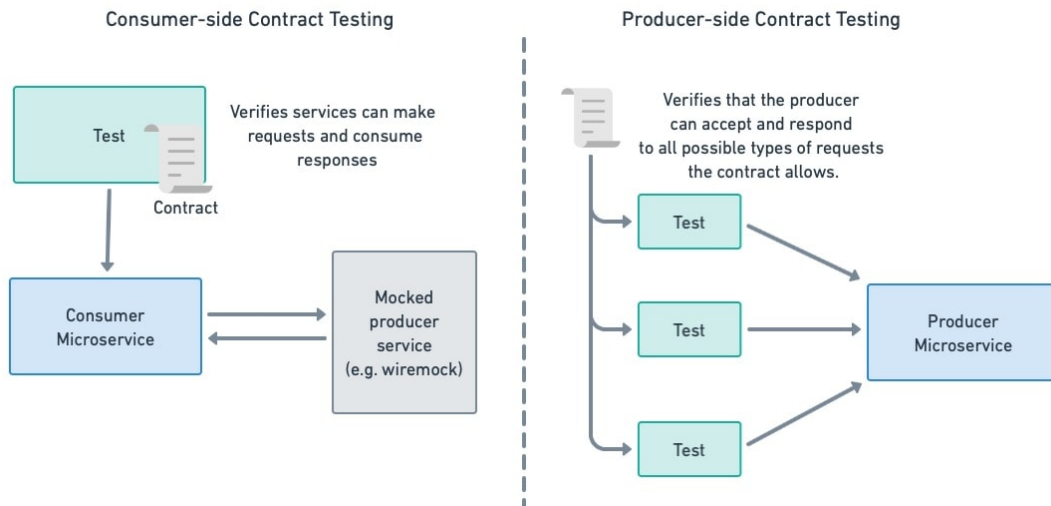 Consumer-side Contract Testing
Test
Verifies services can make
requests and consume
responses
Contract
Consumer
Microservice
Mocked
producer
service
(e.g. wiremock)
Producer-side Contract Testing
Verifies that the producer
can accept and respond
to all possible types of requests
the contract allows.
Test
Test
Test
Producer
Microservice